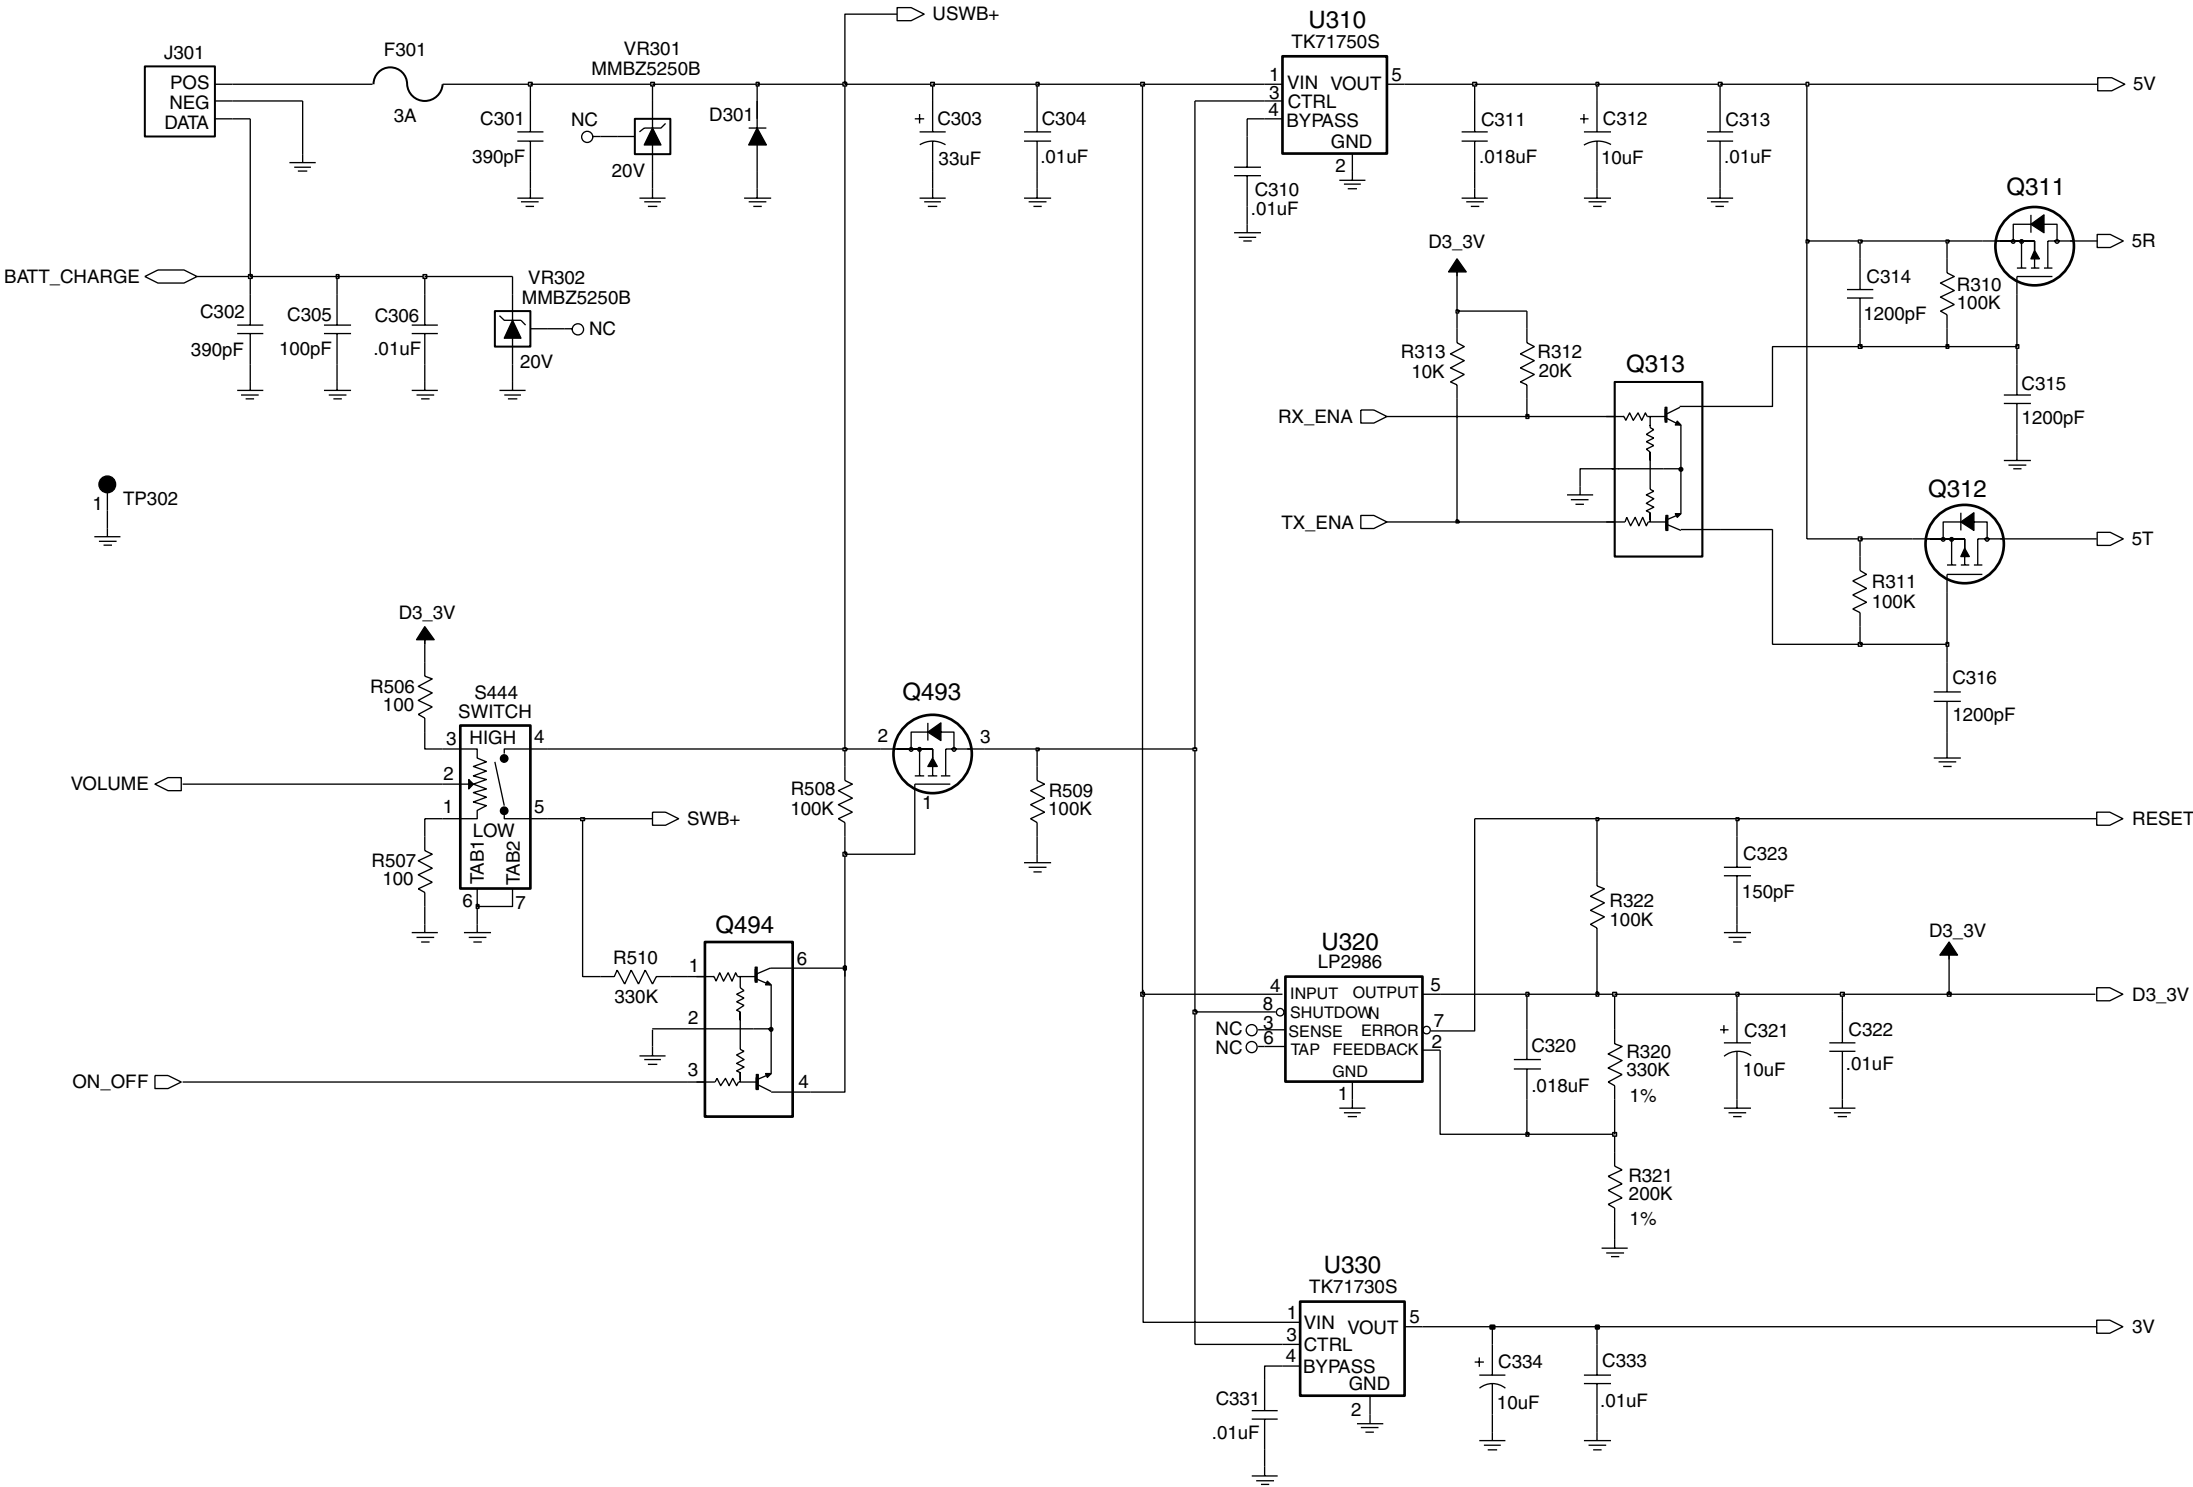 USWB+
U310
TK71750S
J301
F301
VR301
MMBZ5250B
POS
NEG
DATA
3A
C301
390pF
NC
20V
D301
+ C303
33uF
C304
.01uF
1 VIN VOUT 5
3 CTRL
4 BYPASS
GND
2
C310
.01uF
C311
.018uF
+ C312
10uF
C313
.01uF
5V
Q311
5R
D3_3V
C314
1200pF
R310
100K
BATT_CHARGE
VR302
MMBZ5250B
C302
390pF
C305
100pF
C306
.01uF
NC
20V
R313
10K
R312
20K
Q313
C315
1200pF
RX_ENA
TX_ENA
1 TP302
Q312
5T
R311
100K
C316
1200pF
D3_3V
R506
100
S444
SWITCH
Q493
3 HIGH 4
2
1
5
LOW
TAB1
TAB2
6
7
VOLUME
SWB+
R507
100
2
3
1
R508
100K
R509
100K
RESET
C323
150pF
R322
100K
Q494
R510
330K
1
6
2
3
4
ON_OFF
U320
LP2986
4 INPUT OUTPUT 5
8 SHUTDOWN
NC 3 SENSE ERROR 7
NC 6 TAP FEEDBACK 2
GND
1
D3_3V
D3_3V
C320
.018uF
R320
330K
1%
+ C321
10uF
C322
.01uF
R321
200K
1%
U330
TK71730S
1 VIN VOUT 5
3 CTRL
4 BYPASS
GND
2
C331
.01uF
+ C334
10uF
C333
.01uF
3V